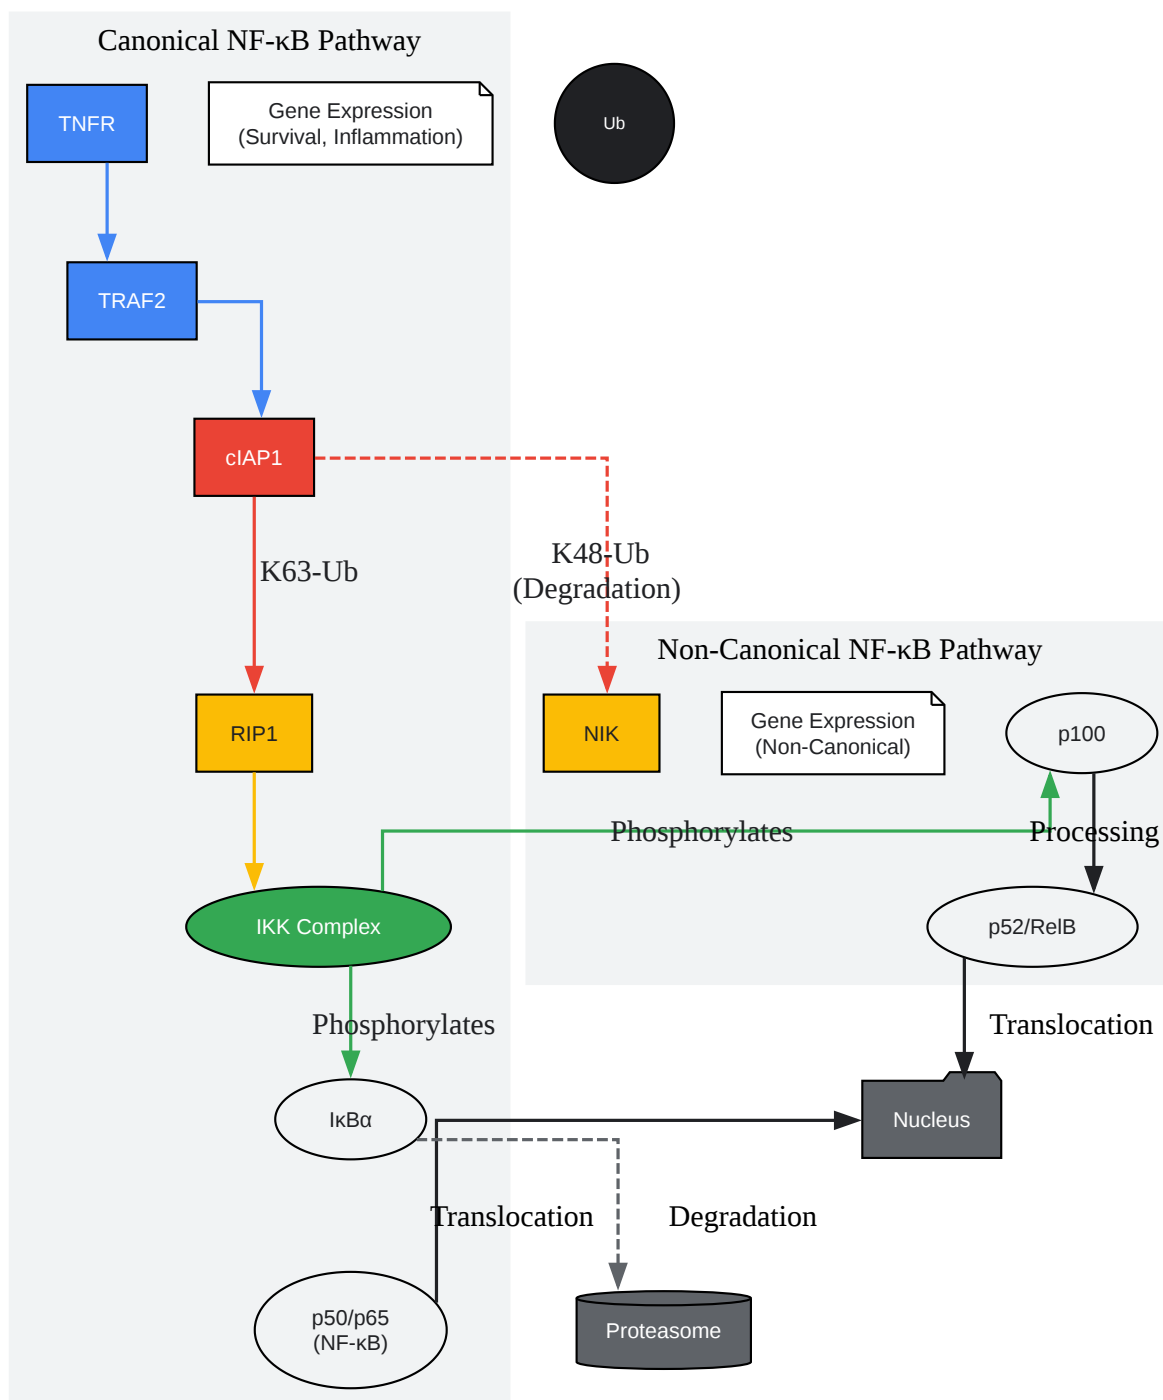 Canonical NF-κB Pathway
TNFR
Gene Expression
(Survival, Inflammation)
Ub
TRAF2
cIAP1
K63-Ub
K48-Ub
(Degradation)
Non-Canonical NF-κB Pathway
RIP1
NIK
Gene Expression
(Non-Canonical)
p100
Phosphorylates
Processing
IKK Complex
p52/RelB
Phosphorylates
Translocation
IκBα
Nucleus
Translocation
Degradation
p50/p65
(NF-κB)
Proteasome